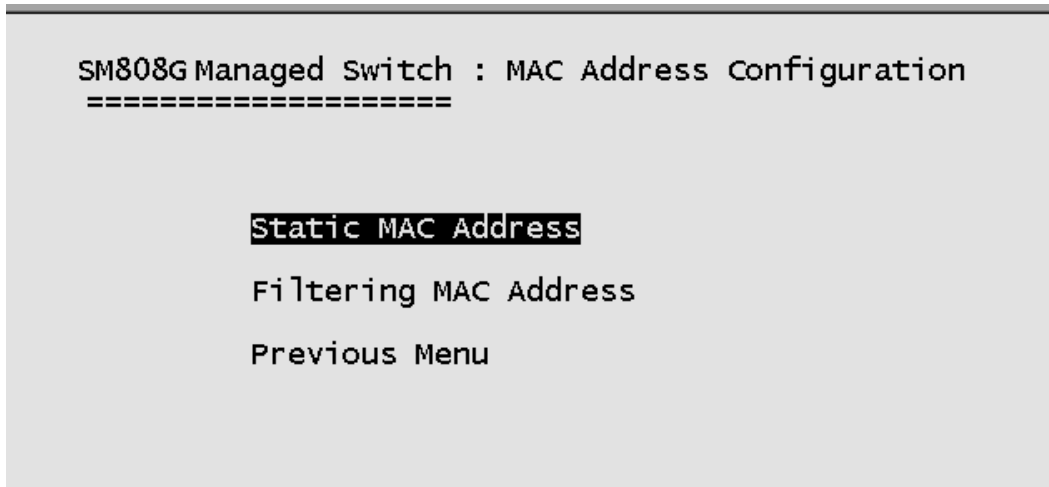 SM808G Managed Switch : MAC Address Configuration
====================
Static MAC Address
Filtering MAC Address
Previous Menu